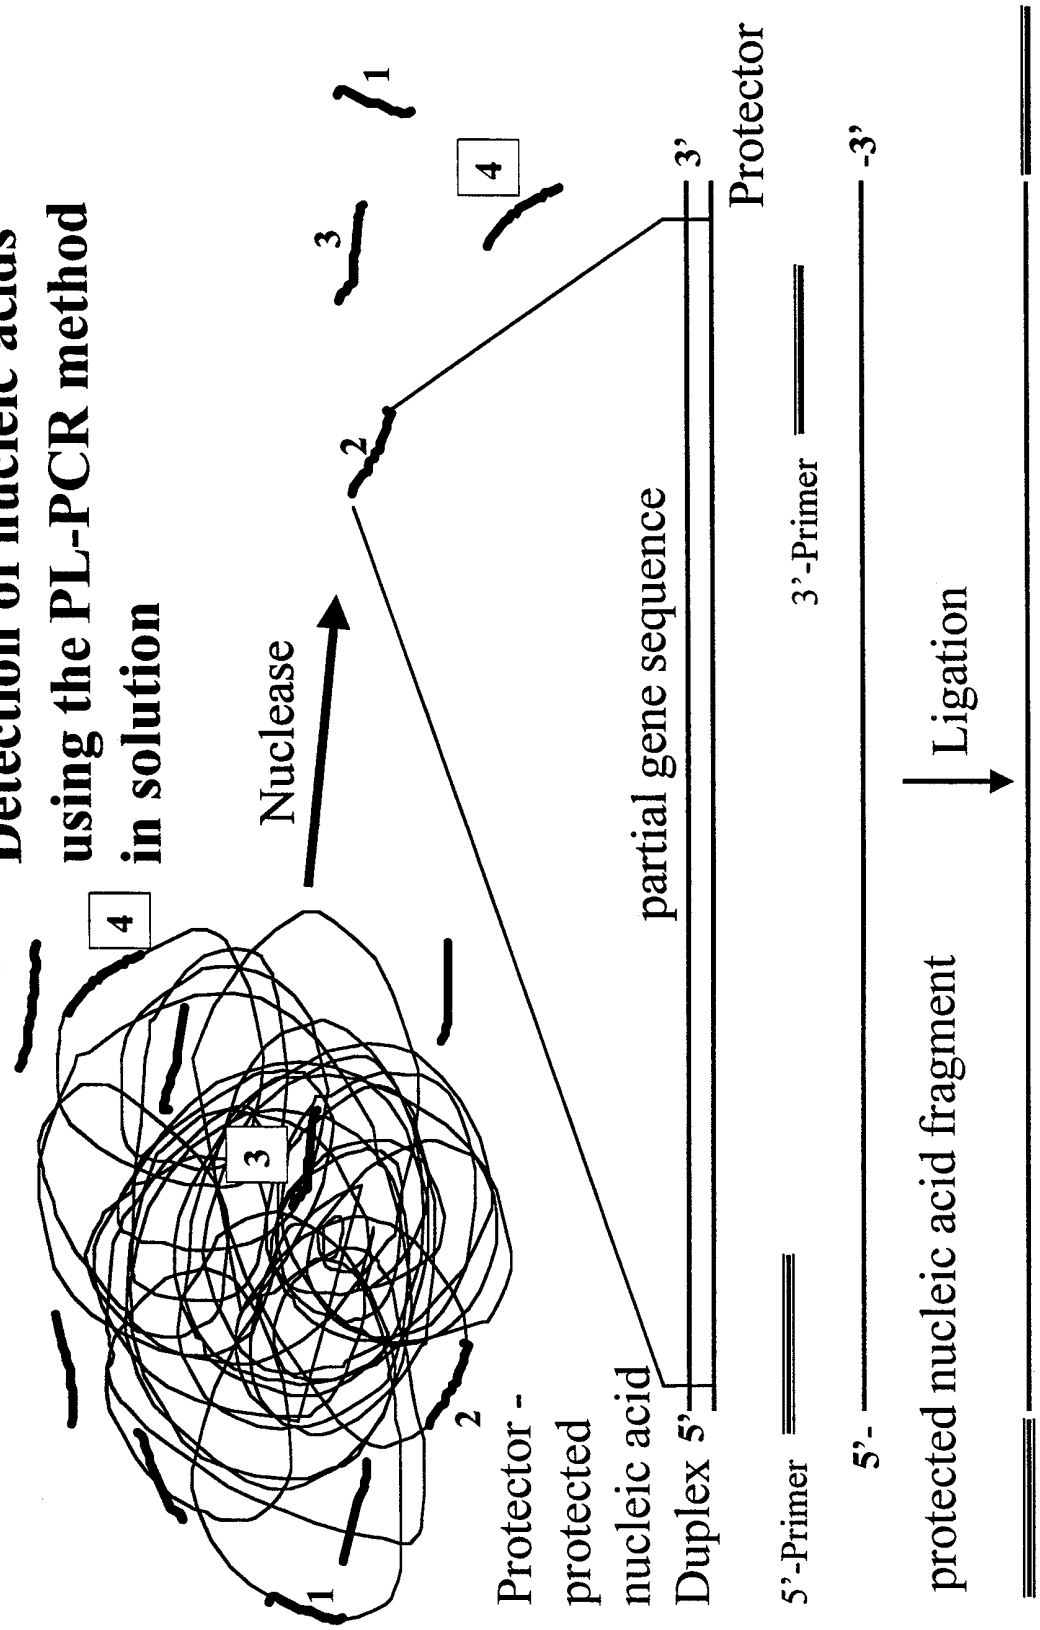 Detection of nucleic acids
using the PL-PCR method
in solution
4
3
1
2
Nuclease
2
3
1
4
Protector -
protected
nucleic acid
Duplex 5'
partial gene sequence
3'
Protector
5'-Primer
3'-Primer
5'-
-3'
protected nucleic acid fragment
Ligation